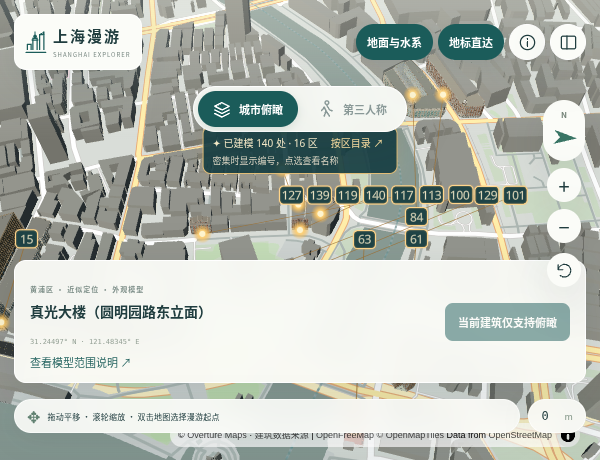 上海漫游
SHANGHAI EXPLORER
地面与水系
地标直达
城市俯瞰
第三人称
✦ 已建模 140 处 · 16 区 按区目录 ↗
密集时显示编号，点选查看名称
N
+
−
127 139 119 140 117 113 100 129 101
84
15
63
61
黄浦区 · 近似定位 · 外观模型
真光大楼（圆明园路东立面）
31.24497° N · 121.48345° E
查看模型范围说明 ↗
当前建筑仅支持俯瞰
拖动平移 · 滚轮缩放 · 双击地图选择漫游起点
0 m
© Overture Maps · 建筑数据来源 | OpenFreeMap © OpenMapTiles Data from OpenStreetMap